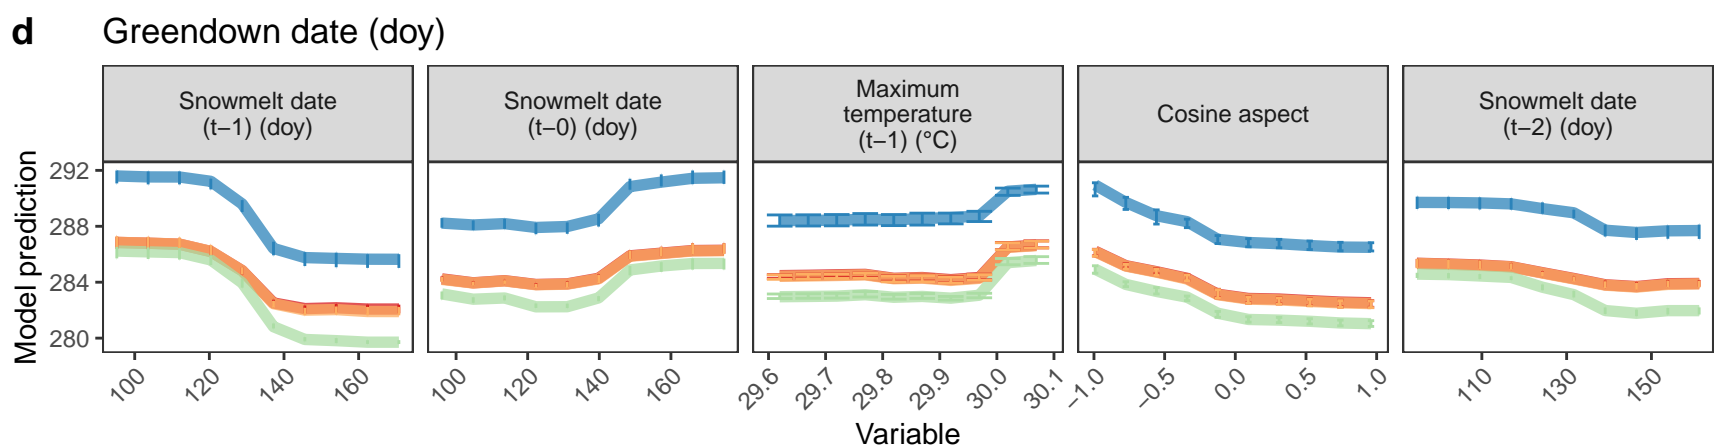 d Greendown date (doy)
Snowmelt date
(t−1) (doy)
Snowmelt date
(t−0) (doy)
Maximum
temperature
(t−1) (°C)
Cosine aspect
Snowmelt date
(t−2) (doy)
Model prediction
292
288
284
280
100 120 140 160
100 120 140 160
29.6 29.7 29.8 29.9 30.0 30.1
−1.0 −0.5 0.0 0.5 1.0
110 130 150
Variable